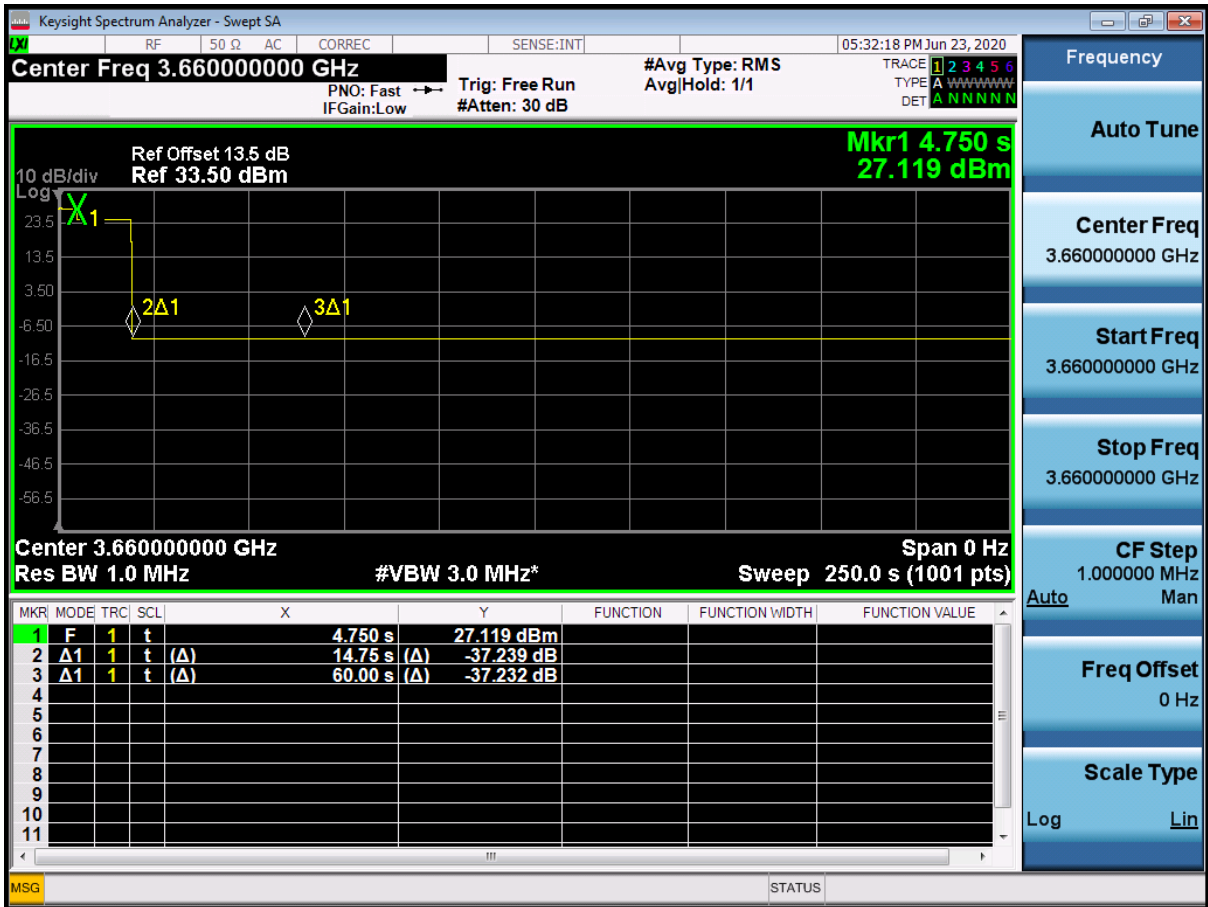 Keysight Spectrum Analyzer - Swept SA
LXI RF 50 Ω AC CORREC SENSE:INT 05:32:18 PM Jun 23, 2020
Center Freq 3.660000000 GHz
PNO: Fast
IFGain:Low
Trig: Free Run
#Atten: 30 dB
#Avg Type: RMS
Avg|Hold: 1/1
TRACE 1 2 3 4 5 6
TYPE A WWWWW
DET A N N N N N
Mkr1 4.750 s
27.119 dBm
Ref Offset 13.5 dB
10 dB/div Ref 33.50 dBm
Log
23.5
13.5
3.50
-6.50
-16.5
-26.5
-36.5
-46.5
-56.5
1
2Δ1
3Δ1
Center 3.660000000 GHz Span 0 Hz
Res BW 1.0 MHz #VBW 3.0 MHz* Sweep 250.0 s (1001 pts)
MKR MODE TRC SCL X Y FUNCTION FUNCTION WIDTH FUNCTION VALUE
1 F 1 t 4.750 s 27.119 dBm
2 Δ1 1 t (Δ) 14.75 s (Δ) -37.239 dB
3 Δ1 1 t (Δ) 60.00 s (Δ) -37.232 dB
4
5
6
7
8
9
10
11
MSG STATUS
Frequency
Auto Tune
Center Freq
3.660000000 GHz
Start Freq
3.660000000 GHz
Stop Freq
3.660000000 GHz
CF Step
1.000000 MHz
Auto Man
Freq Offset
0 Hz
Scale Type
Log Lin